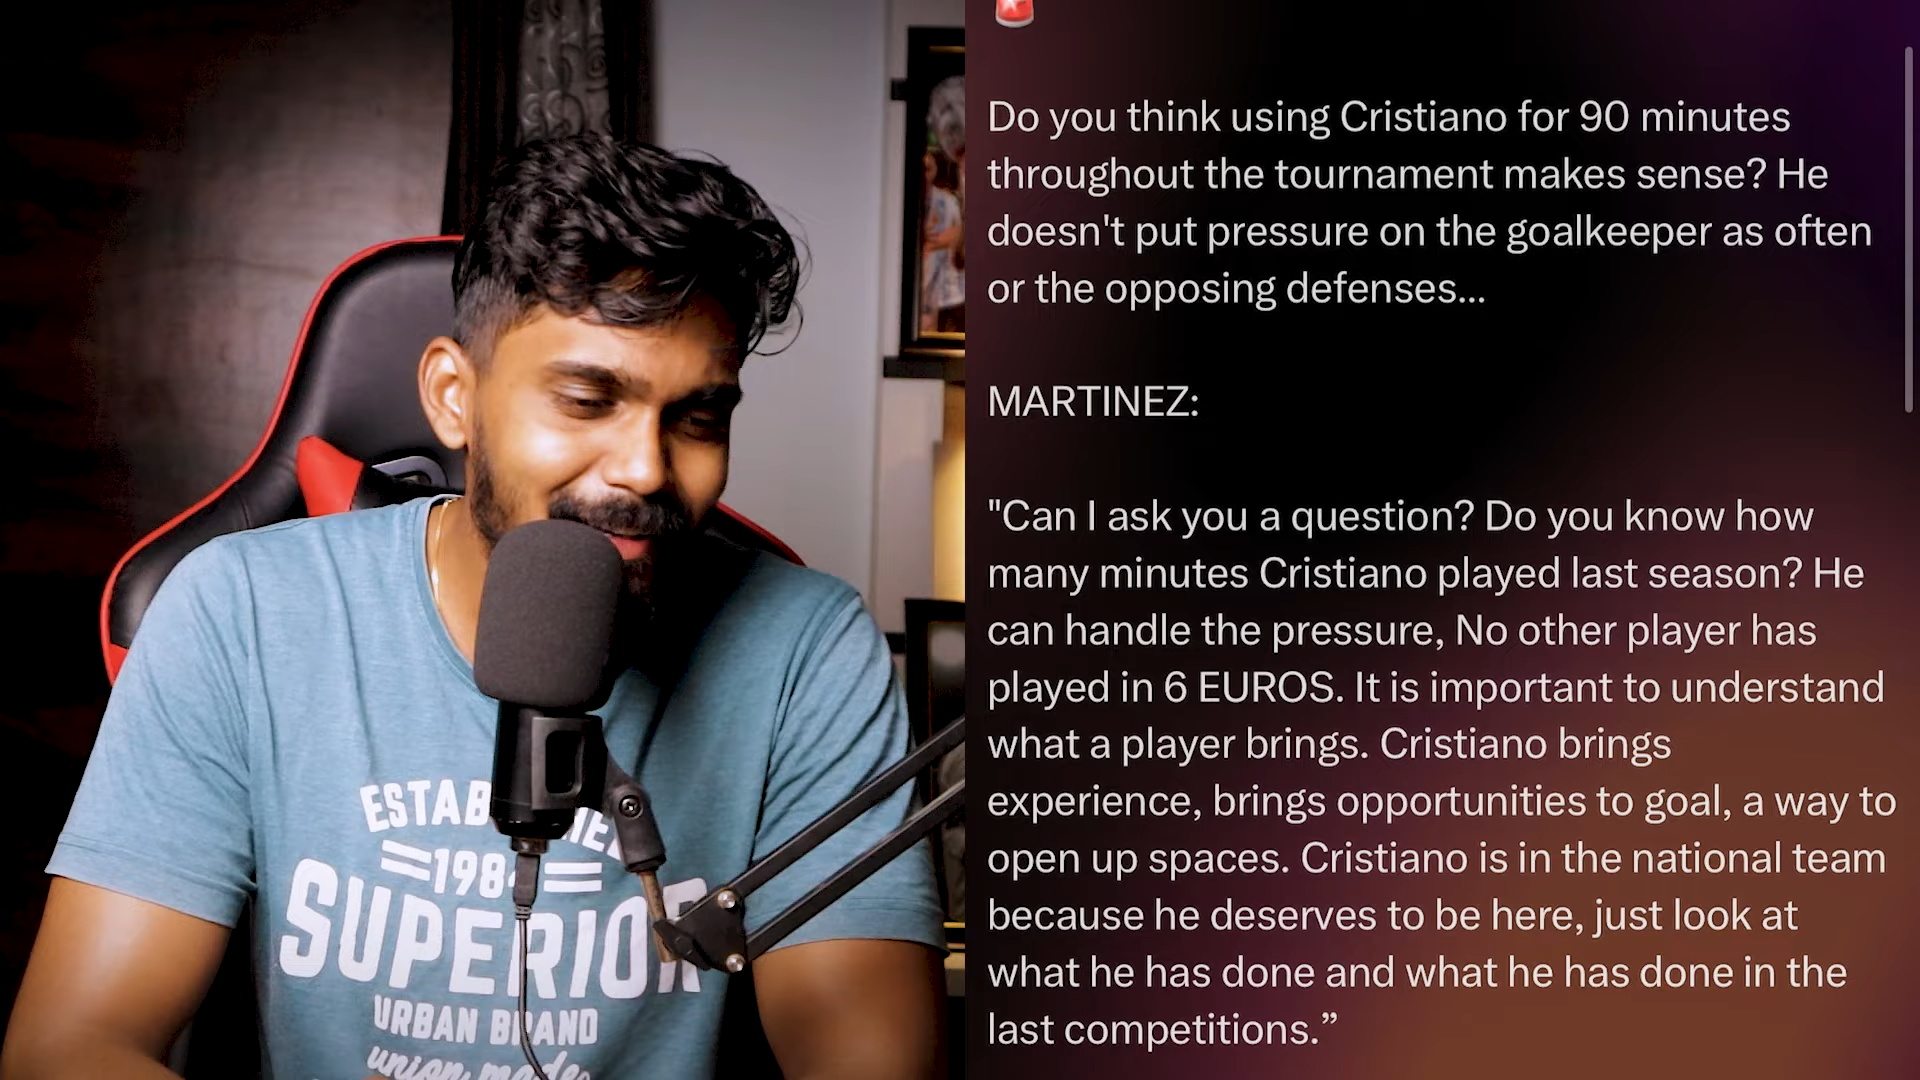 Do you think using Cristiano for 90 minutes
throughout the tournament makes sense? He
doesn't put pressure on the goalkeeper as often
or the opposing defenses...
MARTINEZ:
"Can I ask you a question? Do you know how
many minutes Cristiano played last season? He
can handle the pressure, No other player has
played in 6 EUROS. It is important to understand
what a player brings. Cristiano brings
experience, brings opportunities to goal, a way to
open up spaces. Cristiano is in the national team
because he deserves to be here, just look at
what he has done and what he has done in the
last competitions.”
SUPERIOR
URBAN BRAND
union made